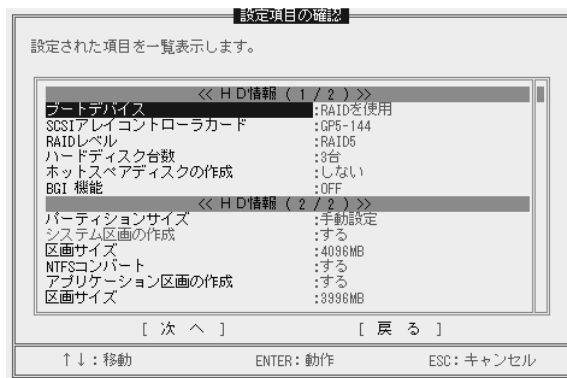 設定項目の確認
設定された項目を一覧表示します。
<< HD情報 ( 1 / 2 ) >>
ブートデバイス :RAIDを使用
SCSIアレイコントローラカード :GP5-144
RAIDレベル :RAID5
ハードディスク台数 :3台
ホットスペアディスクの作成 :しない
BGI 機能 :OFF
<< HD情報 ( 2 / 2 ) >>
パーティションサイズ :手動設定
システム区画の作成 :する
区画サイズ :4096MB
NTFSコンバート :する
アプリケーション区画の作成 :する
区画サイズ :3996MB
[ 次 へ ] [ 戻 る ]
↑↓:移動 ENTER:動作 ESC:キャンセル